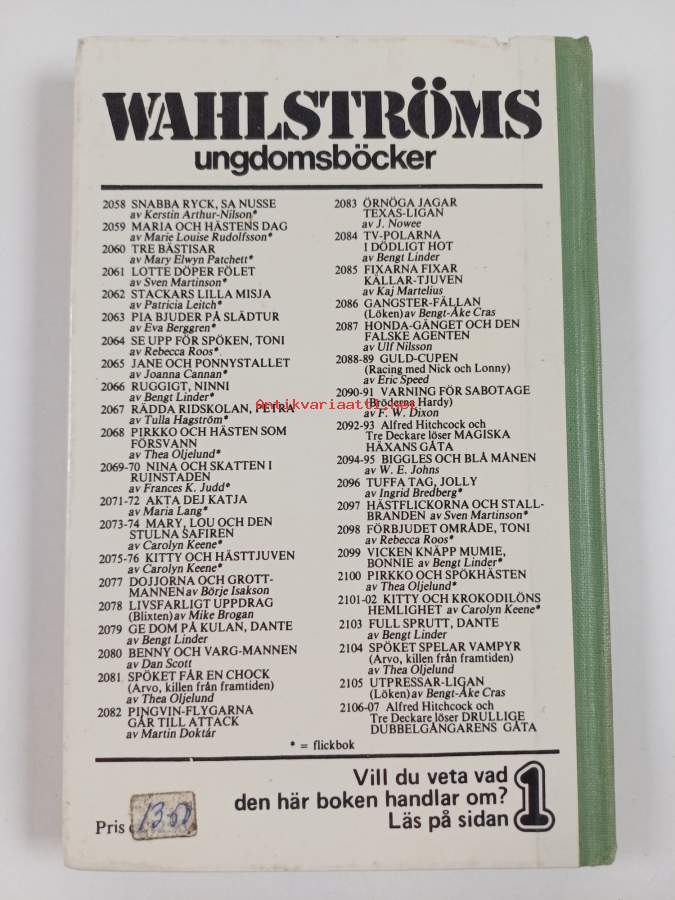 WAHLSTRÖMS
ungdomsböcker
2058 SNABBA RYCK, SA NUSSE
av Kerstin Arthur-Nilson*
2059 MARIA OCH HÄSTENS DAG
av Marie Louise Rudolfsson*
2060 TRE BÄSTISAR
av Mary Elwyn Patchett*
2061 LOTTE DÖPER FÖLET
av Sven Martinson*
2062 STACKARS LILLA MISJA
av Patricia Leitch*
2063 PIA BJUDER PÅ SLÄDTUR
av Eva Berggren*
2064 SE UPP FÖR SPÖKEN, TONI
av Rebecca Roos*
2065 JANE OCH PONNYSTALLET
av Joanna Cannan*
2066 RUGGIGT, NINNI
av Bengt Linder*
2067 RÄDDA RIDSKOLAN, PETRA
av Tulla Hagström*
2068 PIRKKO OCH HÄSTEN SOM
FÖRSVANN
av Thea Oljelund*
2069-70 NINA OCH SKATTEN I
RUINSTADEN
av Frances K. Judd*
2071-72 AKTA DEJ KATJA
av Maria Lang*
2073-74 MARY, LOU OCH DEN
STULNA SAFIREN
av Carolyn Keene*
2075-76 KITTY OCH HÄSTTJUVEN
av Carolyn Keene*
2077 DOJJORNA OCH GROTT-
MANNEN av Börje Isakson
2078 LIVSFARLIGT UPPDRAG
(Blixten) av Mike Brogan
2079 GE DOM PÅ KULAN, DANTE
av Bengt Linder
2080 BENNY OCH VARG-MANNEN
av Dan Scott
2081 SPÖKET FÅR EN CHOCK
(Arvo, killen från framtiden)
av Thea Oljelund
2082 PINGVIN-FLYGARNA
GÅR TILL ATTACK
av Martin Doktár
2083 ÖRNÖGA JAGAR
TEXAS-LIGAN
av J. Nowee
2084 TV-POLARNA
I DÖDLIGT HOT
av Bengt Linder
2085 FIXARNA FIXAR
KÄLLAR-TJUVEN
av Kaj Martelius
2086 GANGSTER-FÄLLAN
(Löken) av Bengt-Åke Cras
2087 HONDA-GÄNGET OCH DEN
FALSKE AGENTEN
av Ulf Nilsson
2088-89 GULD-CUPEN
(Racing med Nick och Lonny)
av Eric Speed
2090-91 VARNING FÖR SABOTAGE
(Bröderna Hardy)
av F. W. Dixon
2092-93 Alfred Hitchcock och
Tre Deckare löser MAGISKA
HÄXANS GÅTA
2094-95 BIGGLES OCH BLÅ MÅNEN
av W. E. Johns
2096 TUFFA TAG, JOLLY
av Ingrid Bredberg*
2097 HÄSTFLICKORNA OCH STALL-
BRANDEN av Sven Martinson*
2098 FÖRBJUDET OMRÅDE, TONI
av Rebecca Roos*
2099 VICKEN KNÄPP MUMIE,
BONNIE av Bengt Linder*
2100 PIRKKO OCH SPÖKHÄSTEN
av Thea Oljelund*
2101-02 KITTY OCH KROKODILÖNS
HEMLIGHET av Carolyn Keene*
2103 FULL SPRUTT, DANTE
av Bengt Linder
2104 SPÖKET SPELAR VAMPYR
(Arvo, killen från framtiden)
av Thea Oljelund
2105 UTPRESSAR-LIGAN
(Löken) av Bengt-Åke Cras
2106-07 Alfred Hitchcock och
Tre Deckare löser DRULLIGE
DUBBELGÅNGARENS GÅTA
* = flickbok
Antikvariaatti.net
Vill du veta vad
den här boken handlar om?
Läs på sidan 1
Pris
13.50